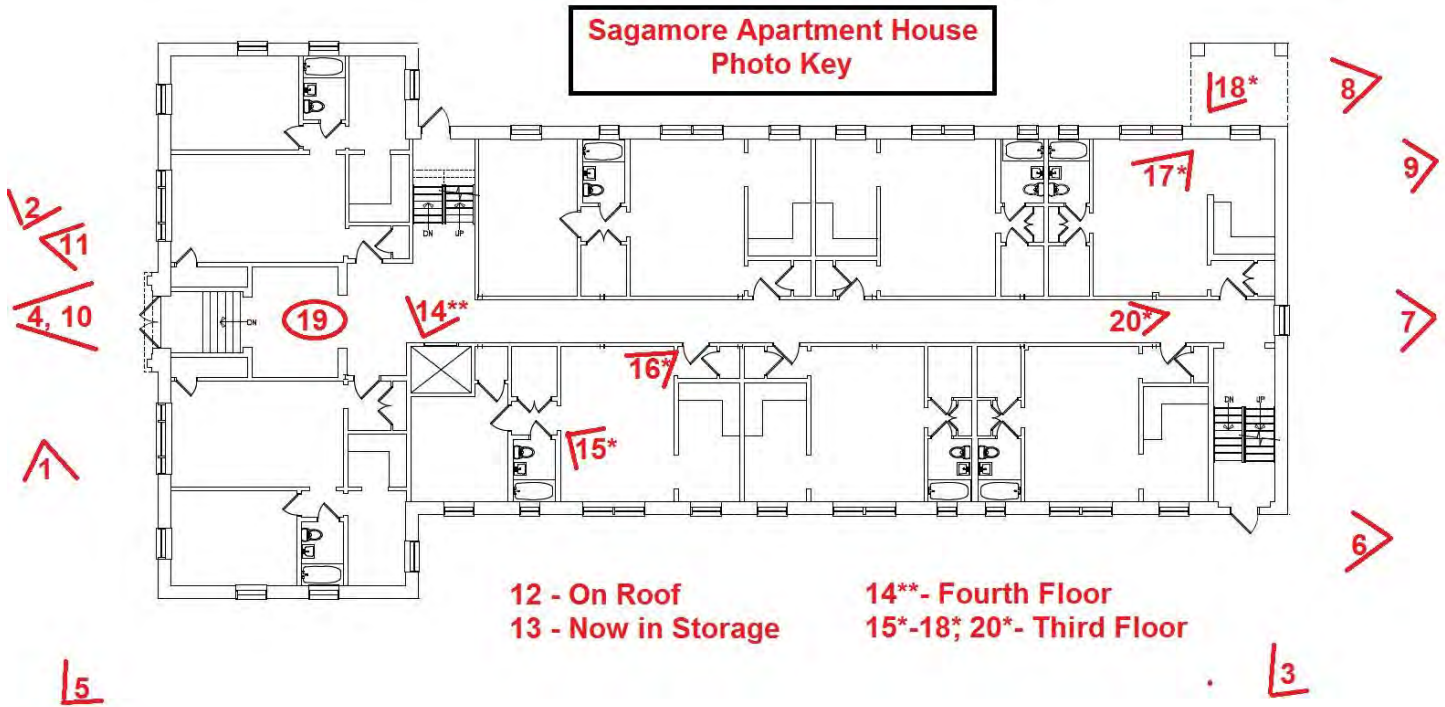 Sagamore Apartment House
Photo Key
18*
8
9
17*
2
11
DN
UP
4, 10
DN
19
14**
20*
7
16*
15*
DN
UP
1
6
12 - On Roof
14**- Fourth Floor
13 - Now in Storage
15*-18*; 20*- Third Floor
5
3